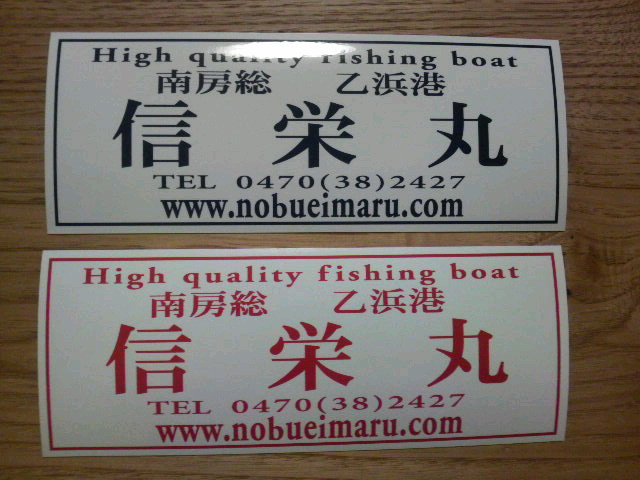 High quality fishing boat
南房総 乙浜港
信栄丸
TEL 0470(38)2427
www.nobueimaru.com
High quality fishing boat
南房総 乙浜港
信栄丸
TEL 0470(38)2427
www.nobueimaru.com